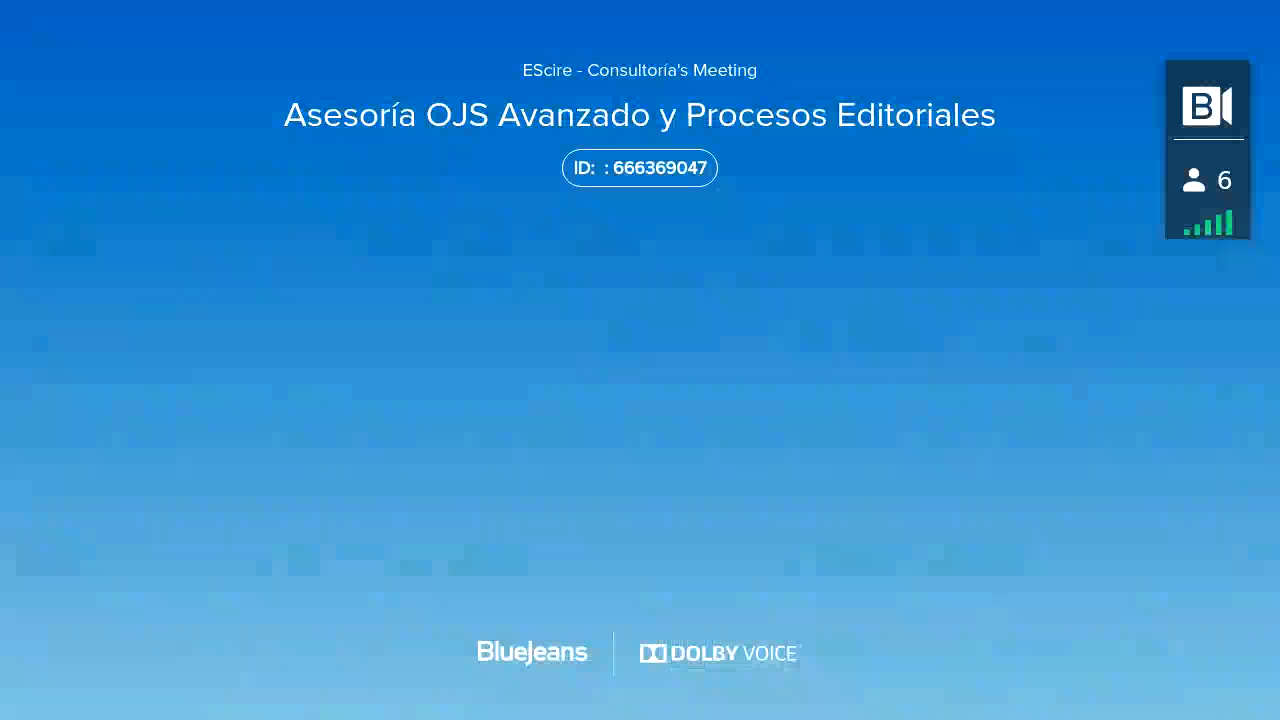 EScire - Consultoría's Meeting
Asesoría OJS Avanzado y Procesos Editoriales
ID:  : 666369047
B
6
BlueJeans
DOLBY VOICE